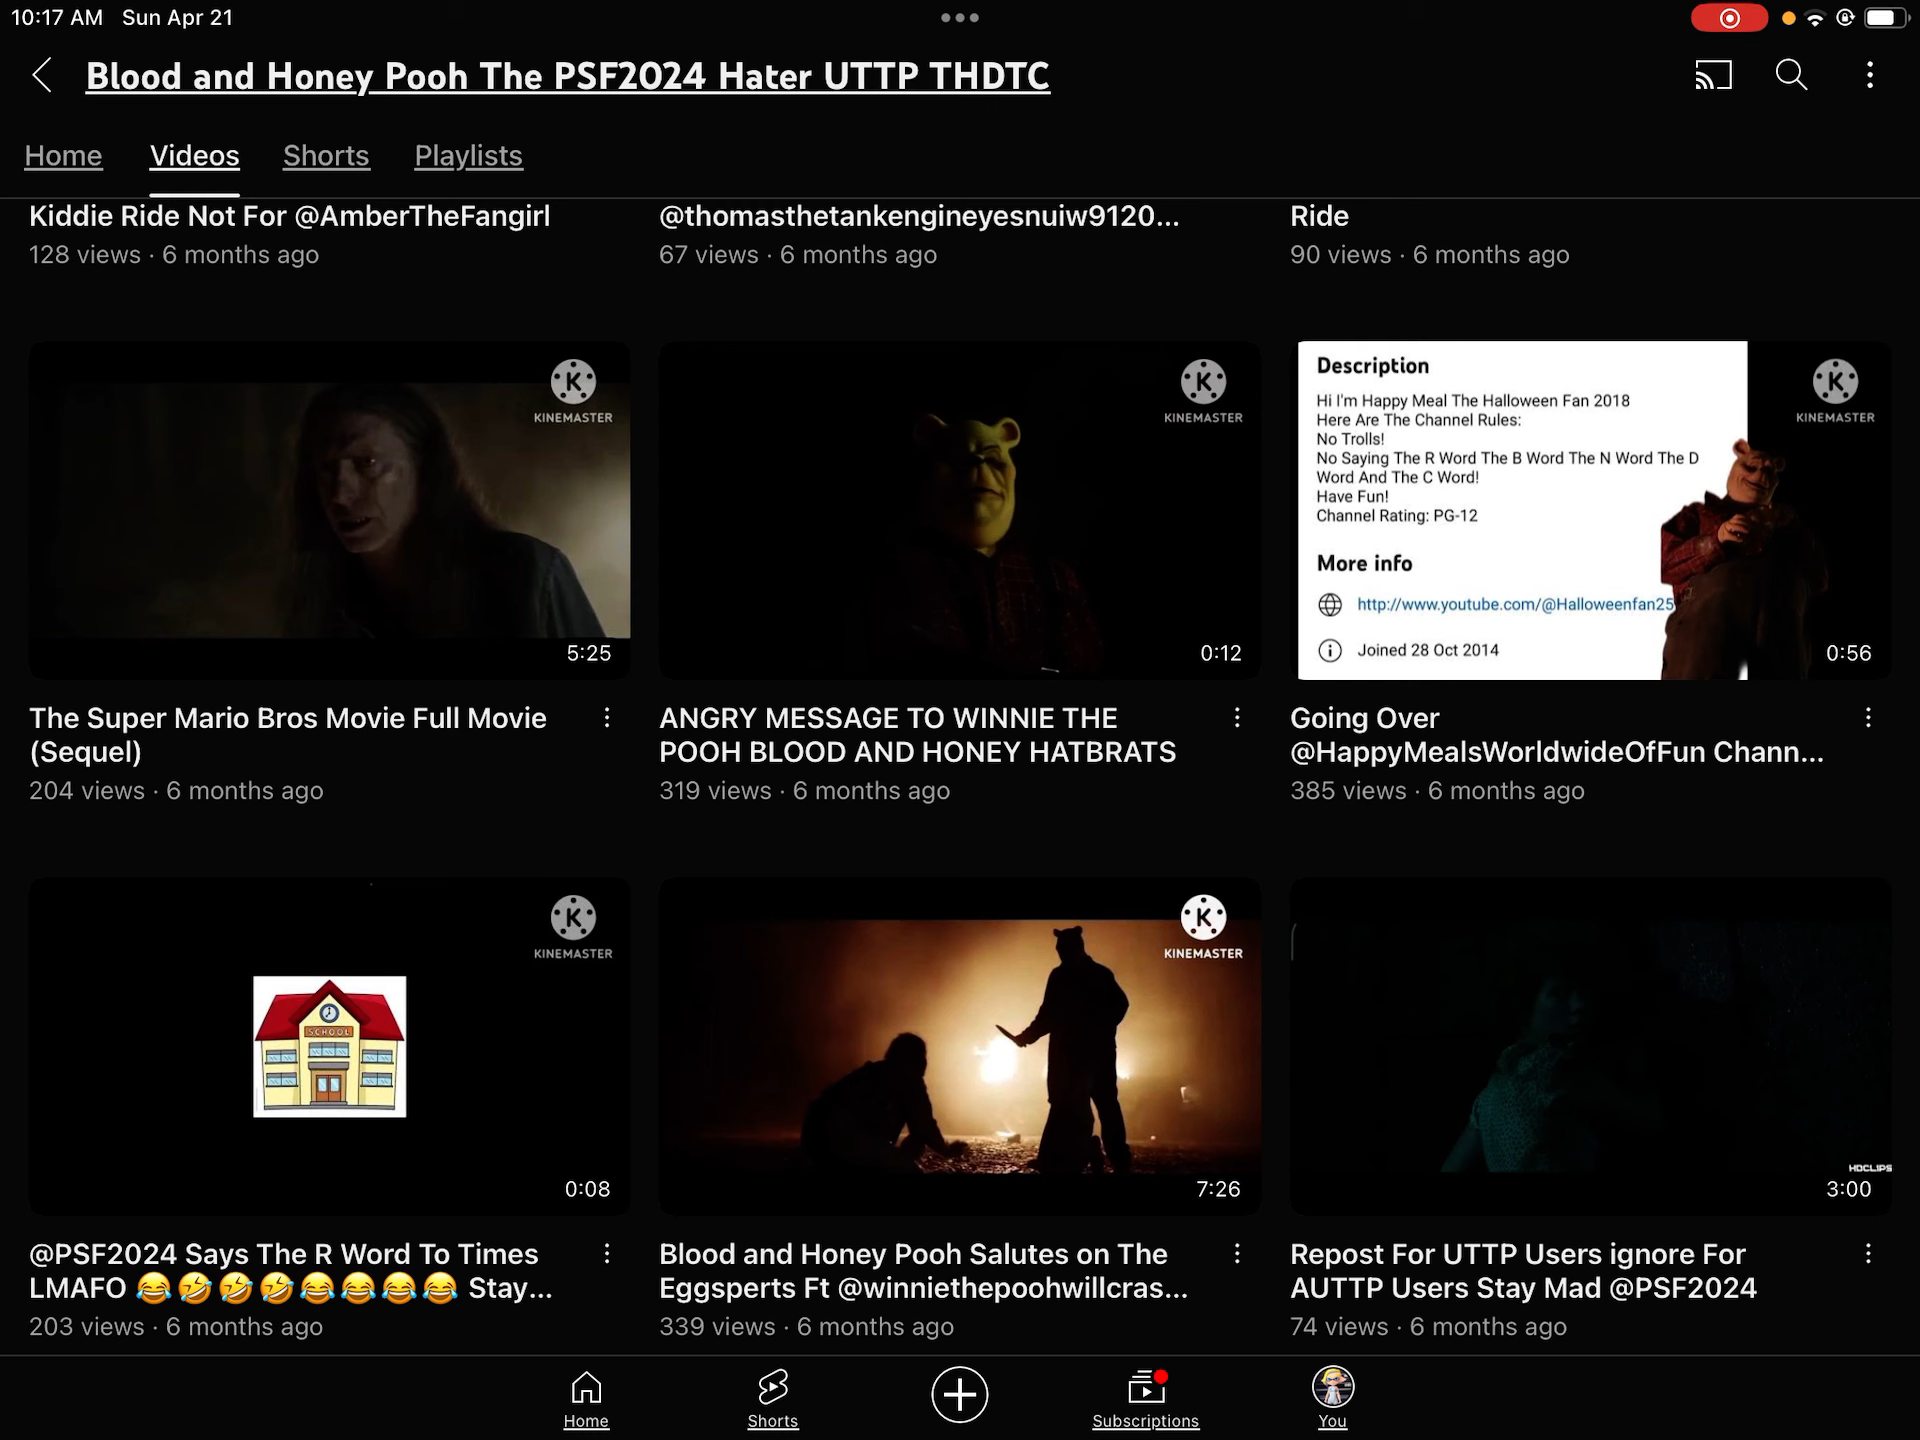 10:17 AM Sun Apr 21
Blood and Honey Pooh The PSF2024 Hater UTTP THDTC
Home Videos Shorts Playlists
Kiddie Ride Not For @AmberTheFangirl
128 views · 6 months ago
@thomasthetankengineyesnuiw9120...
67 views · 6 months ago
Ride
90 views · 6 months ago
K
KINEMASTER
5:25
The Super Mario Bros Movie Full Movie
(Sequel)
204 views · 6 months ago
K
KINEMASTER
0:12
ANGRY MESSAGE TO WINNIE THE
POOH BLOOD AND HONEY HATBRATS
319 views · 6 months ago
Description
Hi I'm Happy Meal The Halloween Fan 2018
Here Are The Channel Rules:
No Trolls!
No Saying The R Word The B Word The N Word The D
Word And The C Word!
Have Fun!
Channel Rating: PG-12
More info
http://www.youtube.com/@Halloweenfan25
Joined 28 Oct 2014
K
KINEMASTER
0:56
Going Over
@HappyMealsWorldwideOfFun Chann...
385 views · 6 months ago
K
KINEMASTER
SCHOOL
0:08
@PSF2024 Says The R Word To Times
LMAFO 😂🤣🤣🤣😂😂😂😂 Stay...
203 views · 6 months ago
K
KINEMASTER
7:26
Blood and Honey Pooh Salutes on The
Eggsperts Ft @winniethepoohwillcras...
339 views · 6 months ago
HDCLIPS
3:00
Repost For UTTP Users ignore For
AUTTP Users Stay Mad @PSF2024
74 views · 6 months ago
Home Shorts Subscriptions You